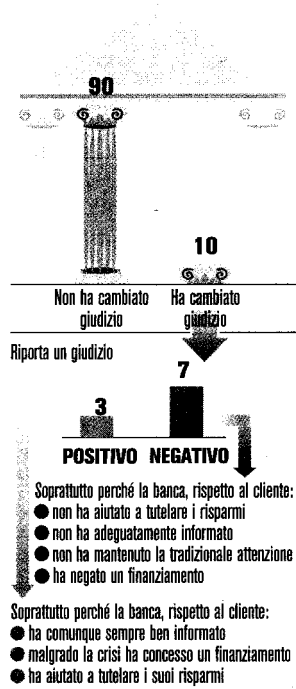 90
10
Non ha cambiato giudizio
Ha cambiato giudizio
Riporta un giudizio
3
7
POSITIVO NEGATIVO
Soprattutto perché la banca, rispetto al cliente:
● non ha aiutato a tutelare i risparmi
● non ha adeguatamente informato
● non ha mantenuto la tradizionale attenzione
● ha negato un finanziamento
Soprattutto perché la banca, rispetto al cliente:
● ha comunque sempre ben informato
● malgrado la crisi ha concesso un finanziamento
● ha aiutato a tutelare i suoi risparmi